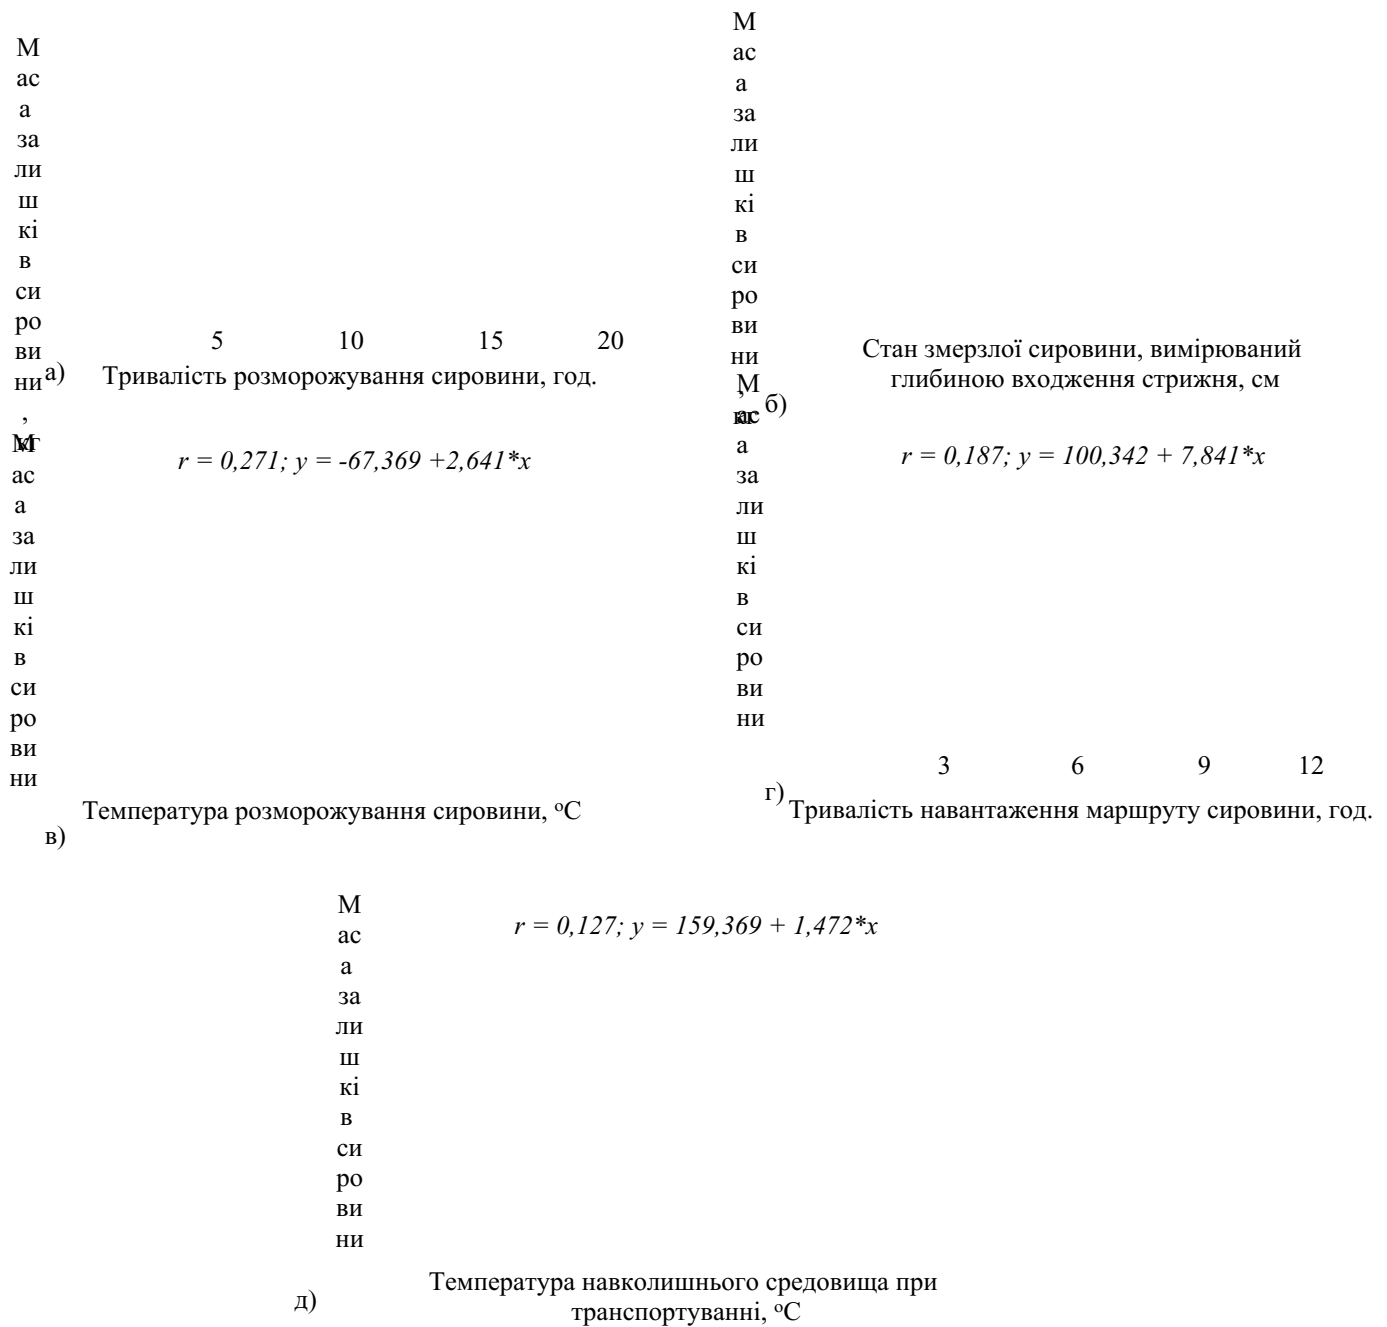 М
ас
а
за
ли
ш
кі
в
си
ро
ви
ни
,
кг
5 10 15 20
а) Тривалість розморожування сировини, год.
М
ас
а
за
ли
ш
кі
в
си
ро
ви
ни
,
кг
Стан змерзлої сировини, вимірюваний
глибиною входження стрижня, см
б)
М
ас
а
за
ли
ш
кі
в
си
ро
ви
ни
r = 0,271; y = -67,369 +2,641*x
Температура розморожування сировини, °С
в)
М
ас
а
за
ли
ш
кі
в
си
ро
ви
ни
r = 0,187; y = 100,342 + 7,841*x
3 6 9 12
г) Тривалість навантаження маршруту сировини, год.
М
ас
а
за
ли
ш
кі
в
си
ро
ви
ни
r = 0,127; y = 159,369 + 1,472*x
Температура навколишнього средовища при
транспортуванні, °С
д)